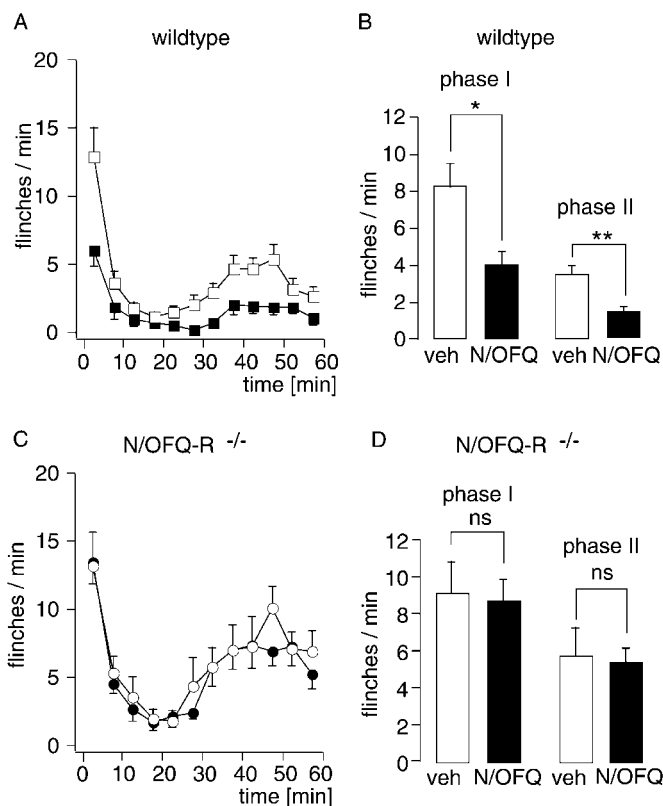 A
wildtype
20
15
10
5
0
flinches / min
0 10 20 30 40 50 60
time [min]
B
wildtype
phase I
*
phase II
**
12
10
8
6
4
2
0
flinches / min
veh N/OFQ veh N/OFQ
C
N/OFQ-R -/-
20
15
10
5
0
flinches / min
0 10 20 30 40 50 60
time [min]
D
N/OFQ-R -/-
phase I
ns
phase II
ns
12
10
8
6
4
2
0
flinches / min
veh N/OFQ veh N/OFQ